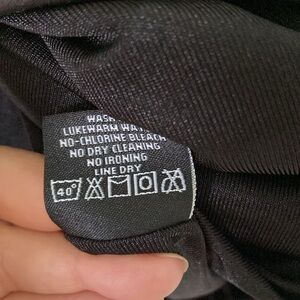 WASH
LUKEWARM
NO-CHLORINE BLEACH
NO DRY CLEANING
NO IRONING
LINE DRY
40°